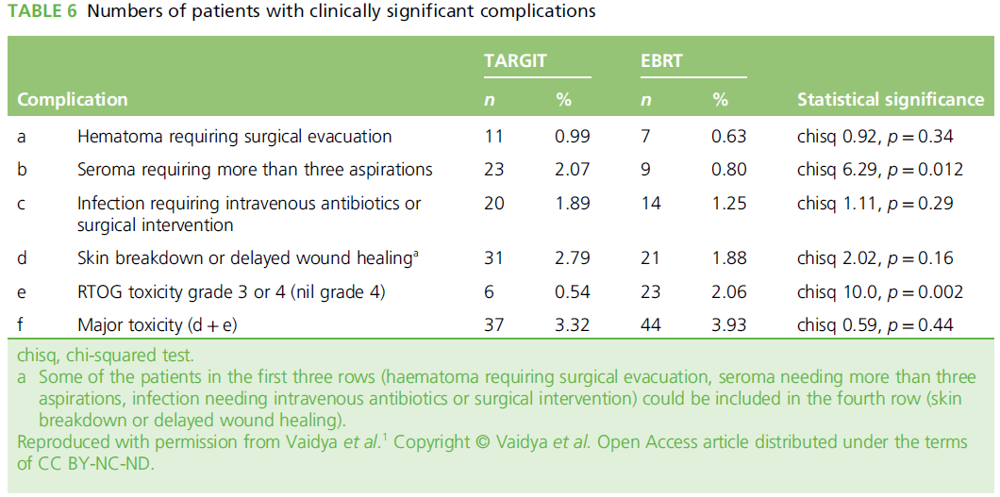 TABLE 6 Numbers of patients with clinically significant complications
TARGIT EBRT
Complication n % n % Statistical significance
a Hematoma requiring surgical evacuation 11 0.99 7 0.63 chisq 0.92, p = 0.34
b Seroma requiring more than three aspirations 23 2.07 9 0.80 chisq 6.29, p = 0.012
c Infection requiring intravenous antibiotics or 20 1.89 14 1.25 chisq 1.11, p = 0.29
surgical intervention
d Skin breakdown or delayed wound healingᵃ 31 2.79 21 1.88 chisq 2.02, p = 0.16
e RTOG toxicity grade 3 or 4 (nil grade 4) 6 0.54 23 2.06 chisq 10.0, p = 0.002
f Major toxicity (d + e) 37 3.32 44 3.93 chisq 0.59, p = 0.44
chisq, chi-squared test.
a Some of the patients in the first three rows (haematoma requiring surgical evacuation, seroma needing more than three
aspirations, infection needing intravenous antibiotics or surgical intervention) could be included in the fourth row (skin
breakdown or delayed wound healing).
Reproduced with permission from Vaidya et al.¹ Copyright © Vaidya et al. Open Access article distributed under the terms
of CC BY-NC-ND.